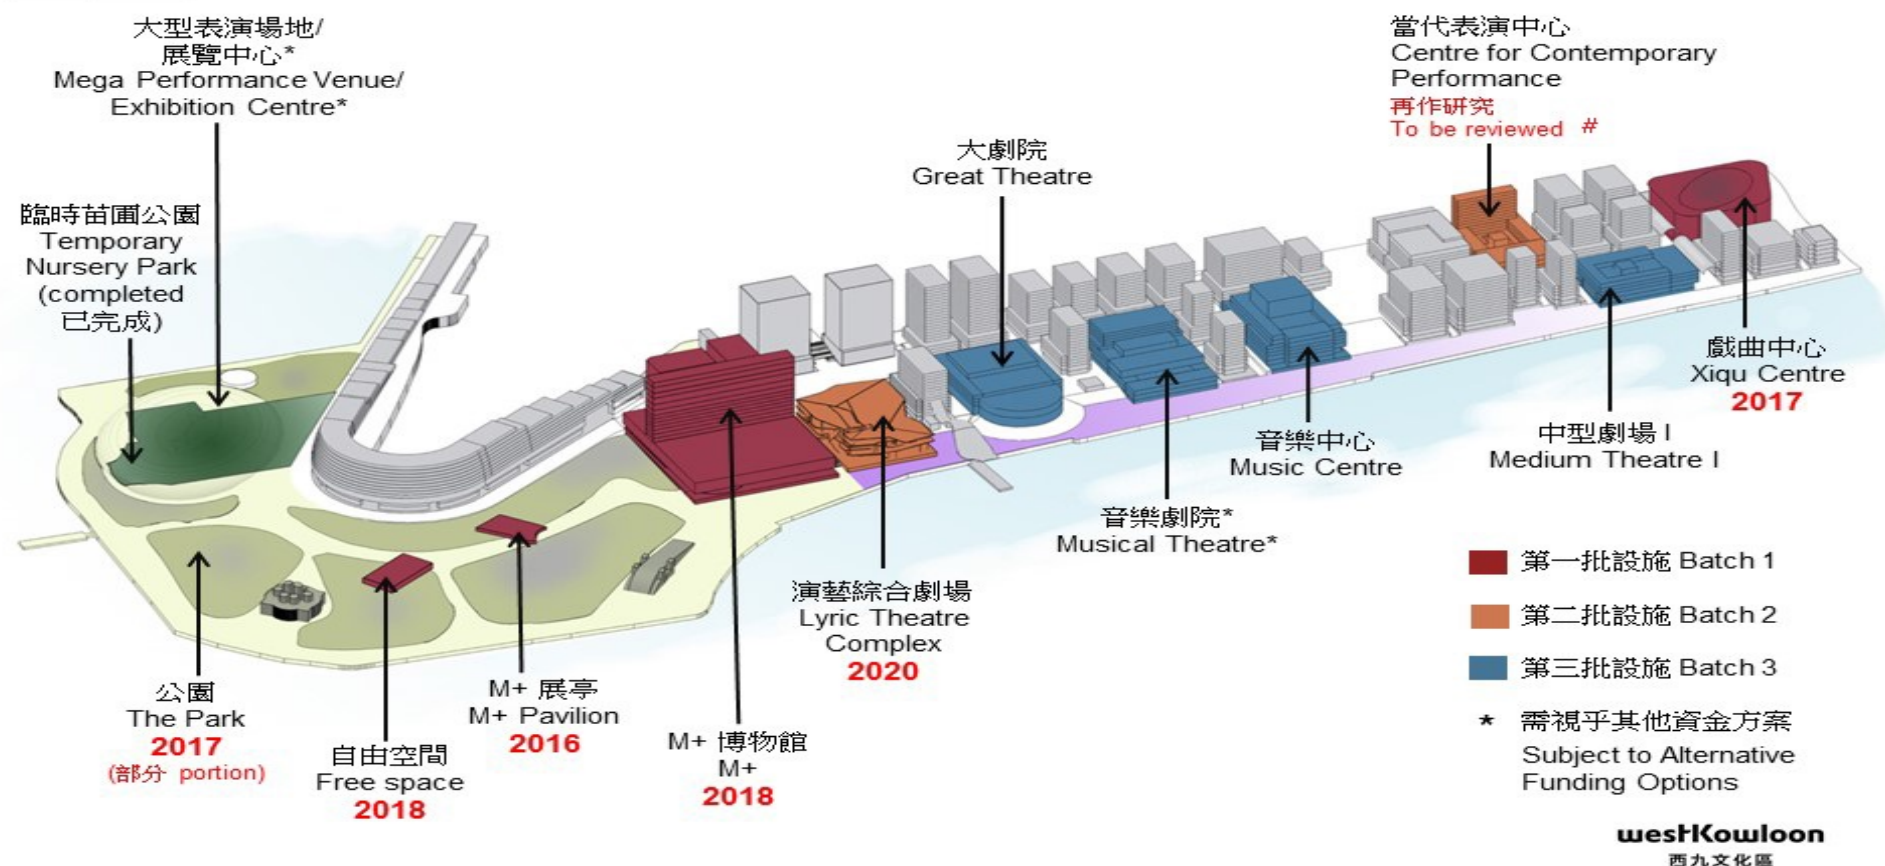 大型表演場地/
展覽中心*
Mega Performance Venue/
Exhibition Centre*
臨時苗圃公園
Temporary
Nursery Park
(completed
已完成)
大劇院
Great Theatre
當代表演中心
Centre for Contemporary
Performance
再作研究
To be reviewed #
戲曲中心
Xiqu Centre
2017
中型劇場 I
Medium Theatre I
音樂中心
Music Centre
音樂劇院*
Musical Theatre*
演藝綜合劇場
Lyric Theatre
Complex
2020
M+ 博物館
M+
2018
M+ 展亭
M+ Pavilion
2016
自由空間
Free space
2018
公園
The Park
2017
(部分 portion)
第一批設施 Batch 1
第二批設施 Batch 2
第三批設施 Batch 3
* 需視乎其他資金方案
Subject to Alternative
Funding Options
westKowloon
西九文化區